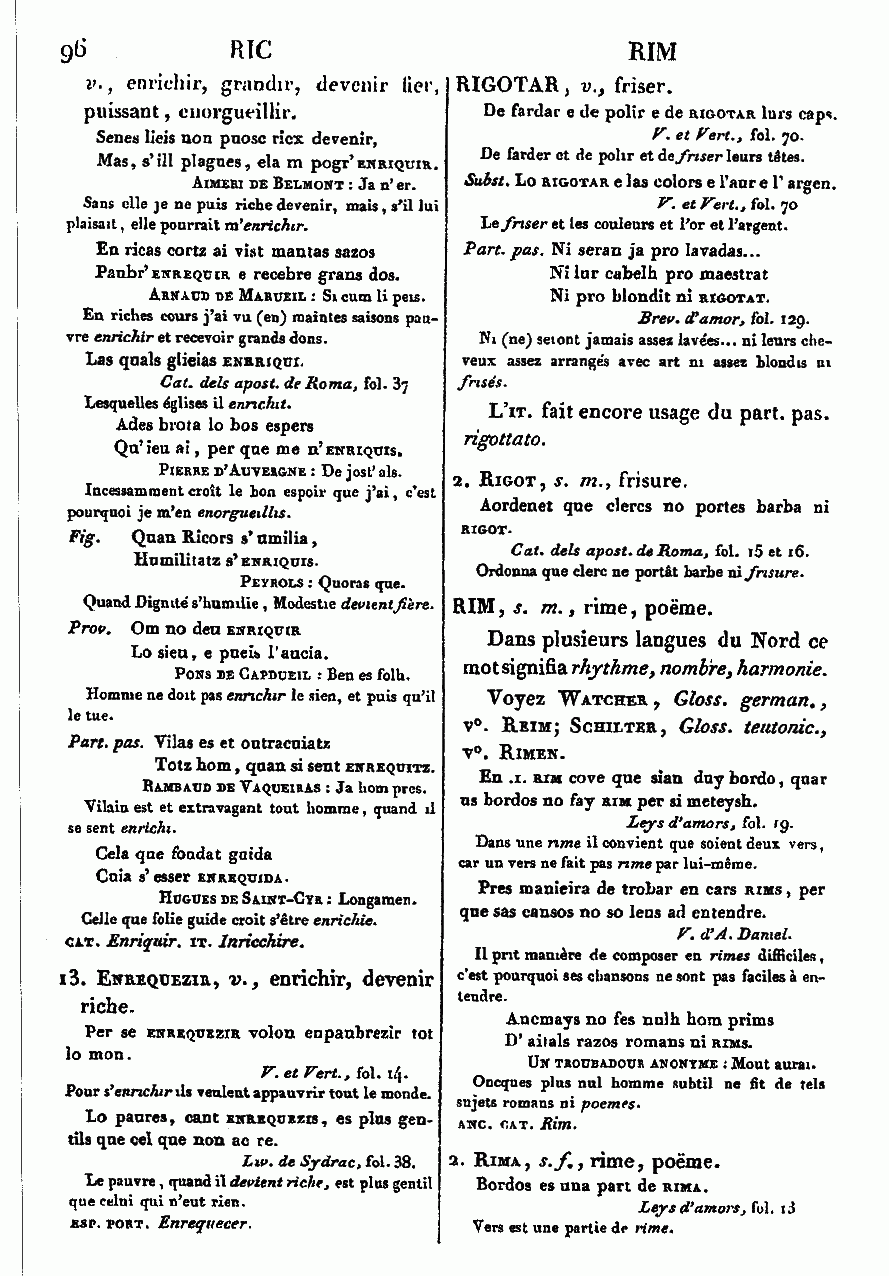 96 RIC RIM
v., enrichir, grandir, devenir fier,
puissant, enorgueillir.
Senes lieis non puosc ricx devenir,
Mas, s'ill plagues, ela m pogr' ENRIQUIR.
AIMERI DE BELMONT : Ja n'er.
Sans elle je ne puis riche devenir, mais, s'il lui
plaisait, elle pourrait m'enrichir.
En ricas cortz ai vist mantas sazos
Paubr' ENREQUIR e recebre grans dos.
ARNAUD DE MARUEIL : Si cum li peis.
En riches cours j'ai vu (en) maintes saisons pau-
vre enrichir et recevoir grands dons.
Las quals glieias ENRRIQUI.
Cat. dels apost. de Roma, fol. 37
Lesquelles églises il enrichit.
Ades brota lo bos espers
Qu'ieu ai, per que me n'ENRIQUIS.
PIERRE D'AUVERGNE : De jost' als.
Incessamment croît le bon espoir que j'ai, c'est
pourquoi je m'en enorgueillis.
Fig. Quan Ricors s'umilia,
Humilitatz s'ENRIQUIS.
PEYROLS : Quoras que.
Quand Dignité s'humilie, Modestie devient fière.
Prov. Om no deu ENRIQUIR
Lo sieu, e pueis l'aucia.
PONS DE CAPDUEIL : Ben es folh.
Homme ne doit pas enrichir le sien, et puis qu'il
le tue.
Part. pas. Vilas es et outracuiatz
Totz hom, quan si sent ENREQUITZ.
RAMBAUD DE VAQUEIRAS : Ja hom pres.
Vilain est et extravagant tout homme, quand il
se sent enrichi.
Cela que foudat guida
Cuia s'esser ENREQUIDA.
HUGUES DE SAINT-CYR : Longamen.
Celle que folie guide croit s'être enrichie.
CAT. Enriquir. IT. Inricchire.
13. ENREQUEZIR, v., enrichir, devenir
riche.
Per se ENREQUEZIR volon enpaubrezir tot
lo mon.
V. et Vert., fol. 14.
Pour s'enrichir ils veulent appauvrir tout le monde.
Lo paures, cant ENREQUEZIS, es plus gen-
tils que cel que non ac re.
Liv. de Sydrac, fol. 38.
Le pauvre, quand il devient riche, est plus gentil
que celui qui n'eut rien.
ESP. PORT. Enrequecer.
RIGOTAR, v., friser.
De fardar e de polir e de RIGOTAR lurs caps.
V. et Vert., fol. 70.
De farder et de polir et de friser leurs têtes.
Subst. Lo RIGOTAR e las colors e l'aur e l'argen.
V. et Vert., fol. 70
Le friser et les couleurs et l'or et l'argent.
Part. pas. Ni seran ja pro lavadas...
Ni lur cabelh pro maestrat
Ni pro blondit ni RIGOTAT.
Brev. d'amor, fol. 129.
Ni (ne) seront jamais assez lavées... ni leurs che-
veux assez arrangés avec art ni assez blondis ni
frisés.
L'IT. fait encore usage du part. pas.
rigottato.
2. RIGOT, s. m., frisure.
Aordenet que clercs no portes barba ni
RIGOT.
Cat. dels apost. de Roma, fol. 15 et 16.
Ordonna que clerc ne portât barbe ni frisure.
RIM, s. m., rime, poëme.
Dans plusieurs langues du Nord ce
mot signifia rhythme, nombre, harmonie.
Voyez WATCHER, Gloss. german.,
v°. REIM; SCHILTER, Gloss. teutonic.,
v°. RIMEN.
En .I. RIM cove que sian duy bordo, quar
us bordos no fay RIM per si meteysh.
Leys d'amors, fol. 19.
Dans une rime il convient que soient deux vers,
car un vers ne fait pas rime par lui-même.
Pres manieira de trobar en cars RIMS, per
que sas cansos no so leus ad entendre.
V. d'A. Daniel.
Il prit manière de composer en rimes difficiles,
c'est pourquoi ses chansons ne sont pas faciles à en-
tendre.
Ancmays no fes nulh hom prims
D'aitals razos romans ni RIMS.
UN TROUBADOUR ANONYME : Mout aurai.
Oncques plus nul homme subtil ne fit de tels
sujets romans ni poemes.
ANC. CAT. Rim.
2. RIMA, s. f., rime, poëme.
Bordos es una part de RIMA.
Leys d'amors, fol. 13
Vers est une partie de rime.